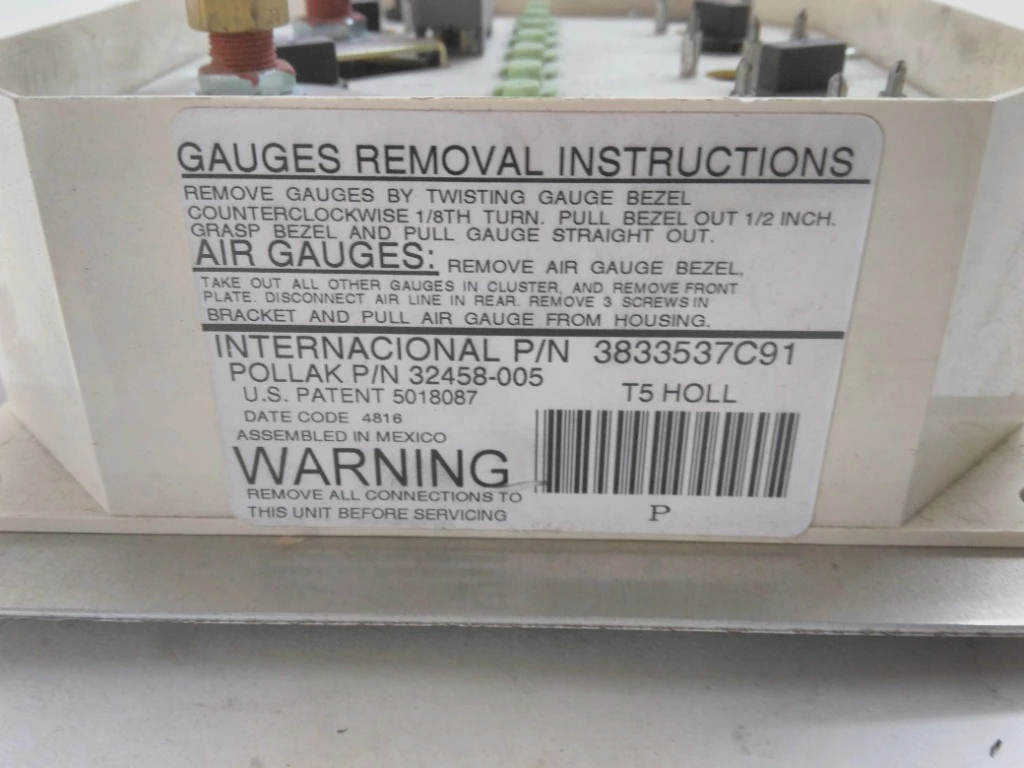 GAUGES REMOVAL INSTRUCTIONS
REMOVE GAUGES BY TWISTING GAUGE BEZEL
COUNTERCLOCKWISE 1/8TH TURN. PULL BEZEL OUT 1/2 INCH.
GRASP BEZEL AND PULL GAUGE STRAIGHT OUT.
AIR GAUGES: REMOVE AIR GAUGE BEZEL,
TAKE OUT ALL OTHER GAUGES IN CLUSTER, AND REMOVE FRONT
PLATE. DISCONNECT AIR LINE IN REAR. REMOVE 3 SCREWS IN
BRACKET AND PULL AIR GAUGE FROM HOUSING.
INTERNACIONAL P/N 3833537C91
POLLAK P/N 32458-005
U.S. PATENT 5018087
T5 HOLL
DATE CODE 4816
ASSEMBLED IN MEXICO
WARNING
REMOVE ALL CONNECTIONS TO
THIS UNIT BEFORE SERVICING
P